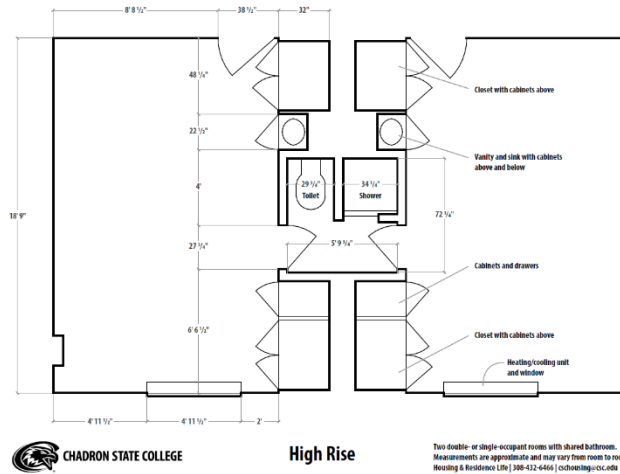 8' 8 ½"
38 ½"
32"
48 ¼"
Closet with cabinets above
22 ½"
Vanity and sink with cabinets
above and below
4'
29 ¾"
Toilet
34 ¾"
Shower
18' 9"
72 ¼"
27 ¾"
5' 9 ¾"
Cabinets and drawers
6' 6 ½"
Closet with cabinets above
Heating/cooling unit
and window
4' 11 ½"
4' 11 ½"
2'
CHADRON STATE COLLEGE
High Rise
Two double- or single-occupant rooms with shared bathroom.
Measurements are approximate and may vary from room to roo
Housing & Residence Life | 308-432-6466 | cschousing@csc.edu